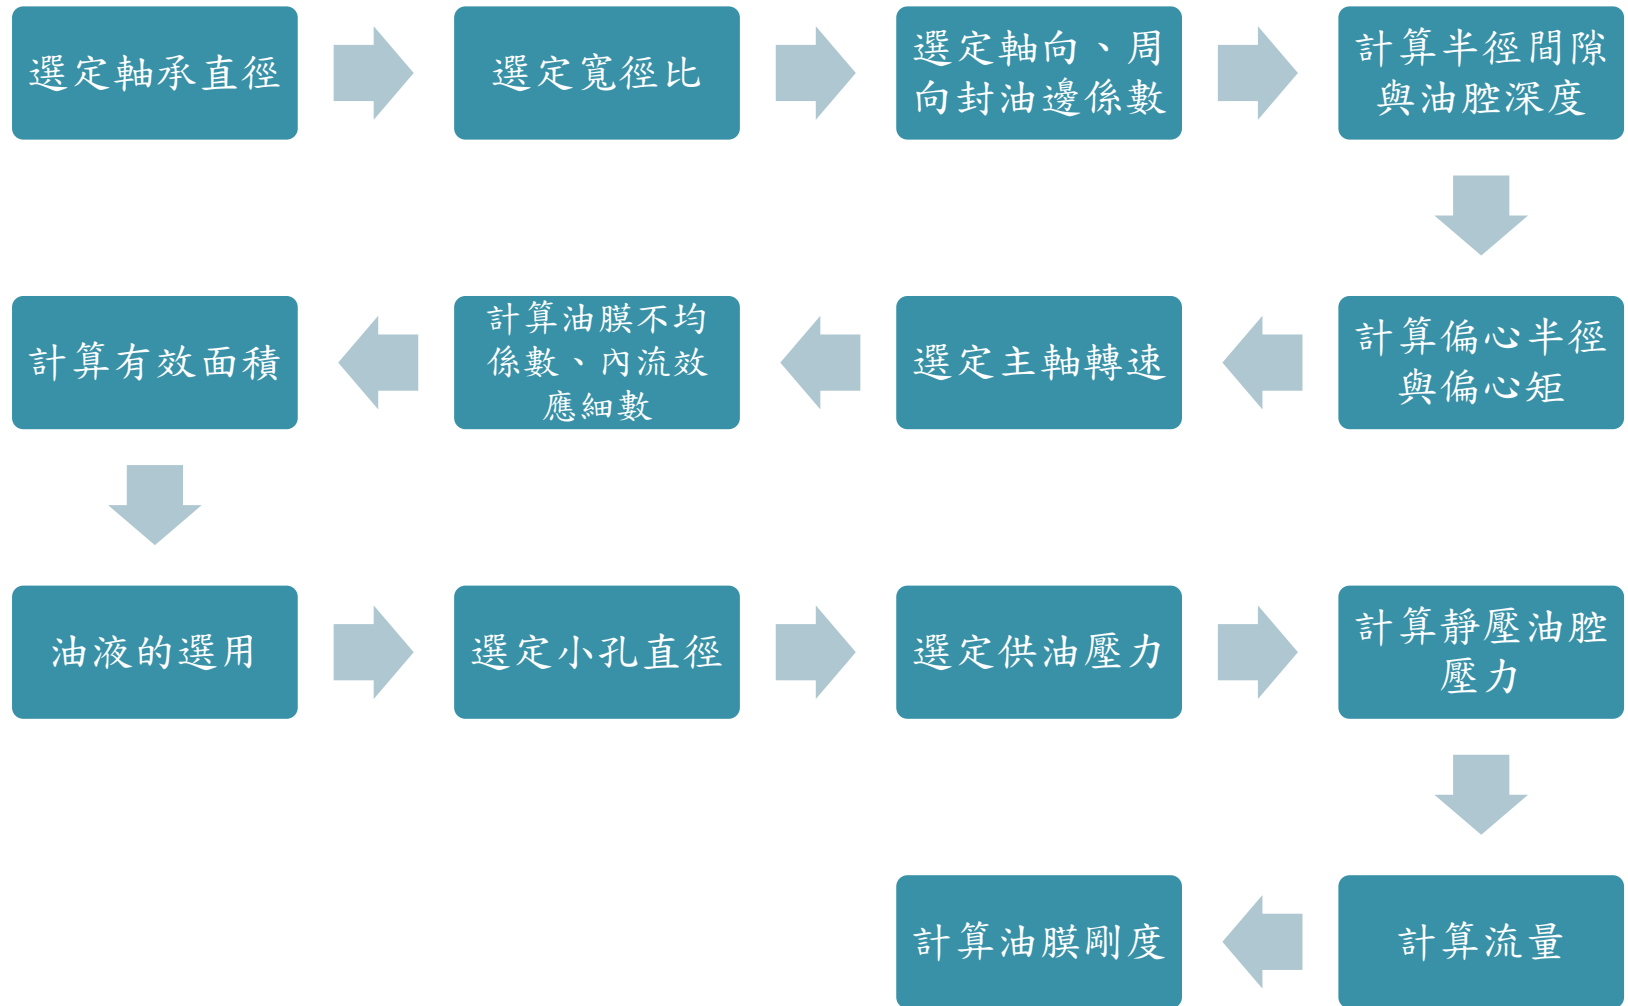 選定軸承直徑
選定寬徑比
選定軸向、周
向封油邊係數
計算半徑間隙
與油腔深度
計算偏心半徑
與偏心矩
選定主軸轉速
計算油膜不均
係數、內流效
應細數
計算有效面積
油液的選用
選定小孔直徑
選定供油壓力
計算靜壓油腔
壓力
計算流量
計算油膜剛度